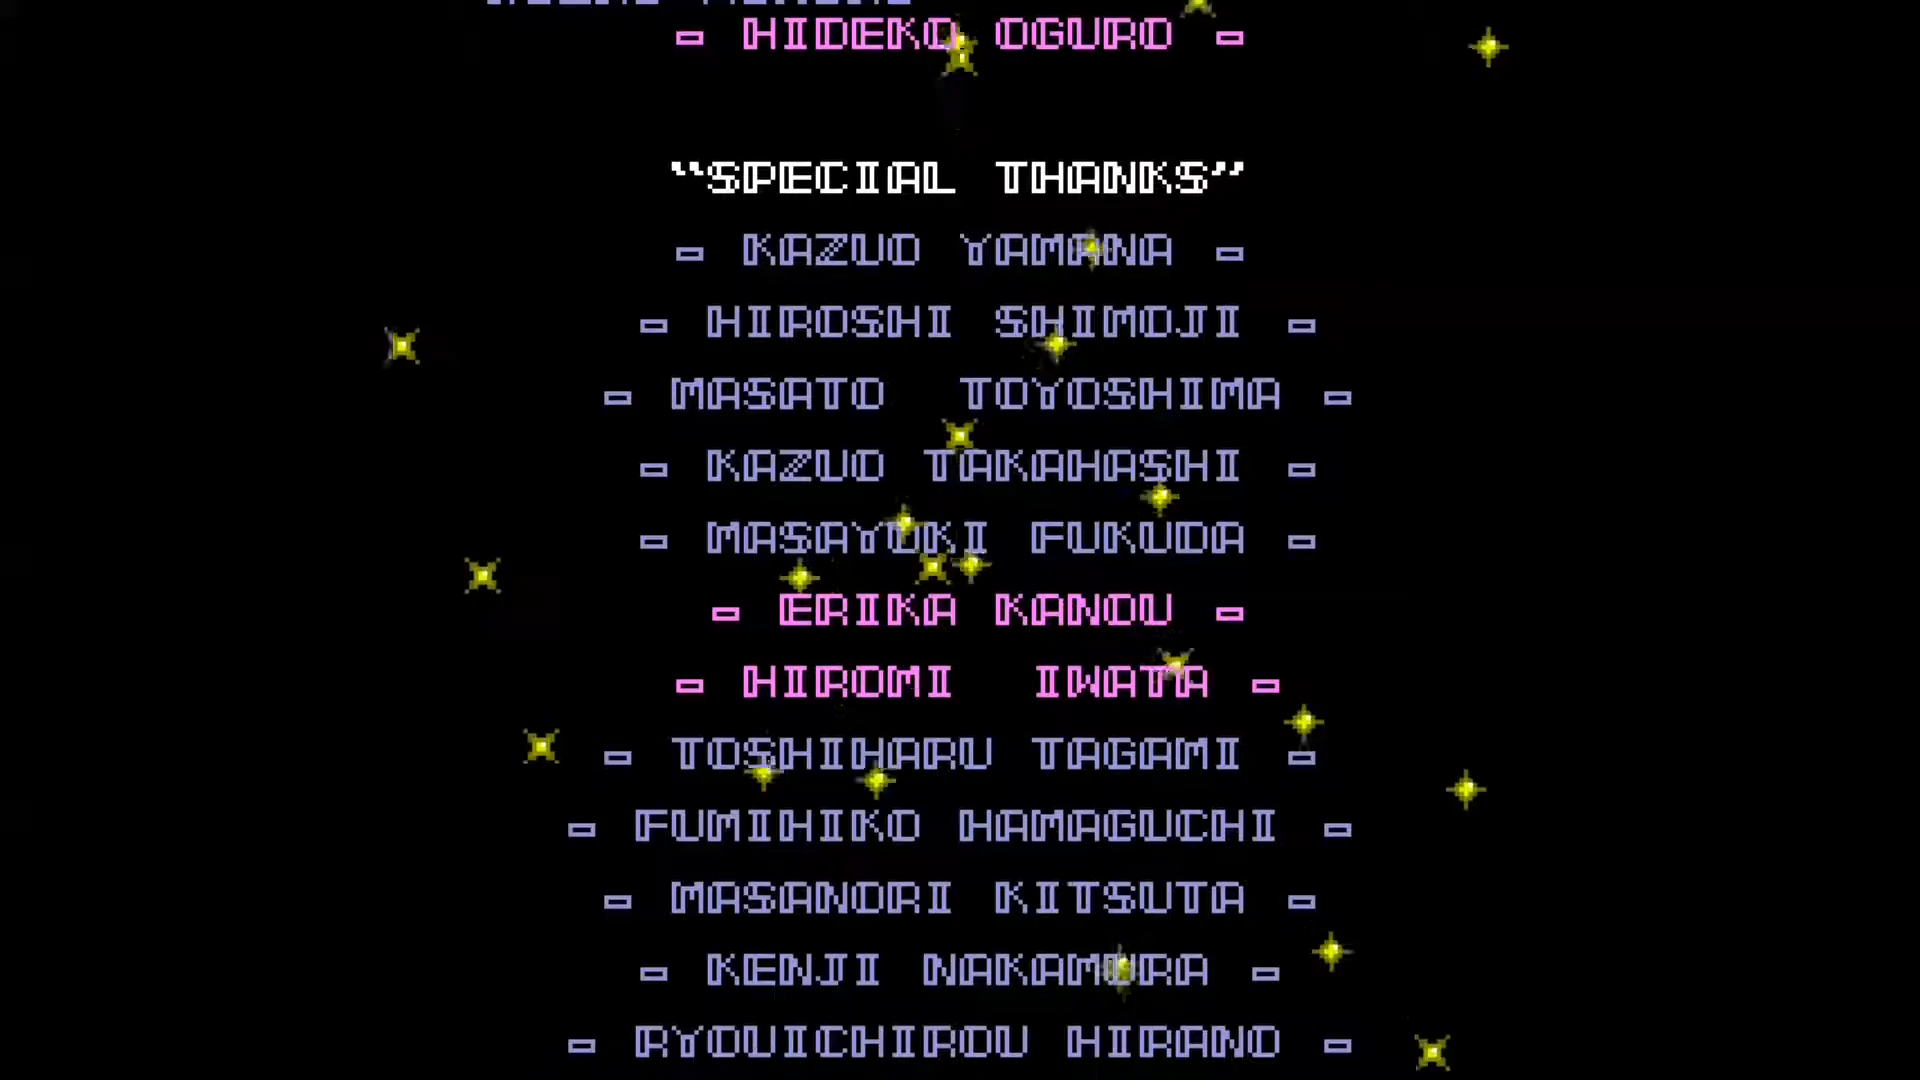 - HIDEKO OGURO -
“SPECIAL THANKS”
- KAZUO YAMANA -
- HIROSHI SHIMOJI -
- MASATO TOYOSHIMA -
- KAZUO TAKAHASHI -
- MASAYUKI FUKUDA -
- ERIKA KANOU -
- HIROMI IWATA -
- TOSHIHARU TAGAMI -
- FUMIHIKO HAMAGUCHI -
- MASANORI KITSUTA -
- KENJI NAKAMURA -
- RYOUICHIROU HIRANO -